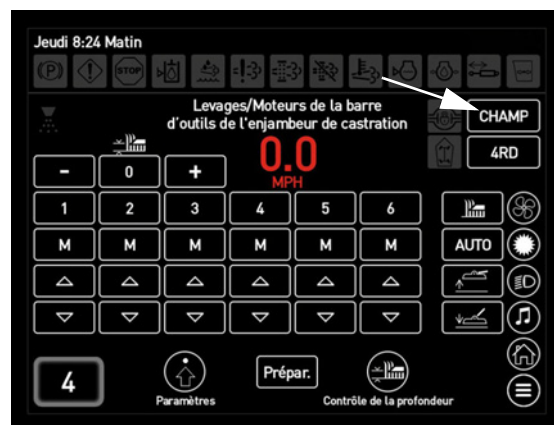 Jeudi 8:24 Matin
P
STOP
Levages/Moteurs de la barre
d'outils de l'enjambeur de castration
CHAMP
4RD
0.0
MPH
- 0 +
1 2 3 4 5 6
M M M M M M AUTO
4
Prépar.
Paramètres
Contrôle de la profondeur